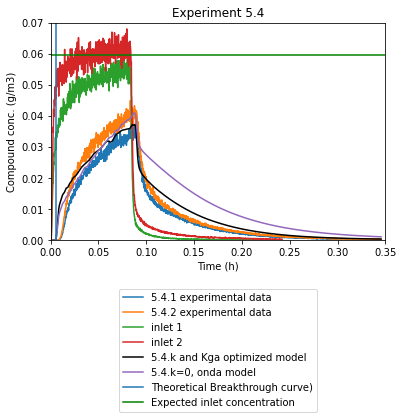 Experiment 5.4
Compound conc. (g/m3)
0.07
0.06
0.05
0.04
0.03
0.02
0.01
0.00
0.00 0.05 0.10 0.15 0.20 0.25 0.30 0.35
Time (h)
5.4.1 experimental data
5.4.2 experimental data
inlet 1
inlet 2
5.4.k and Kga optimized model
5.4.k=0, onda model
Theoretical Breakthrough curve)
Expected inlet concentration